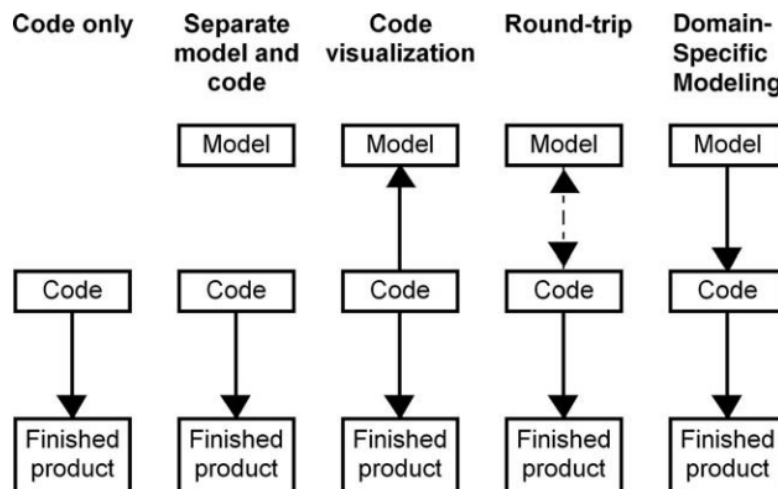 Code only
Separate
model and
code
Code
visualization
Round-trip
Domain-
Specific
Modeling
Model
Model
Model
Model
Code
Code
Code
Code
Code
Finished
product
Finished
product
Finished
product
Finished
product
Finished
product